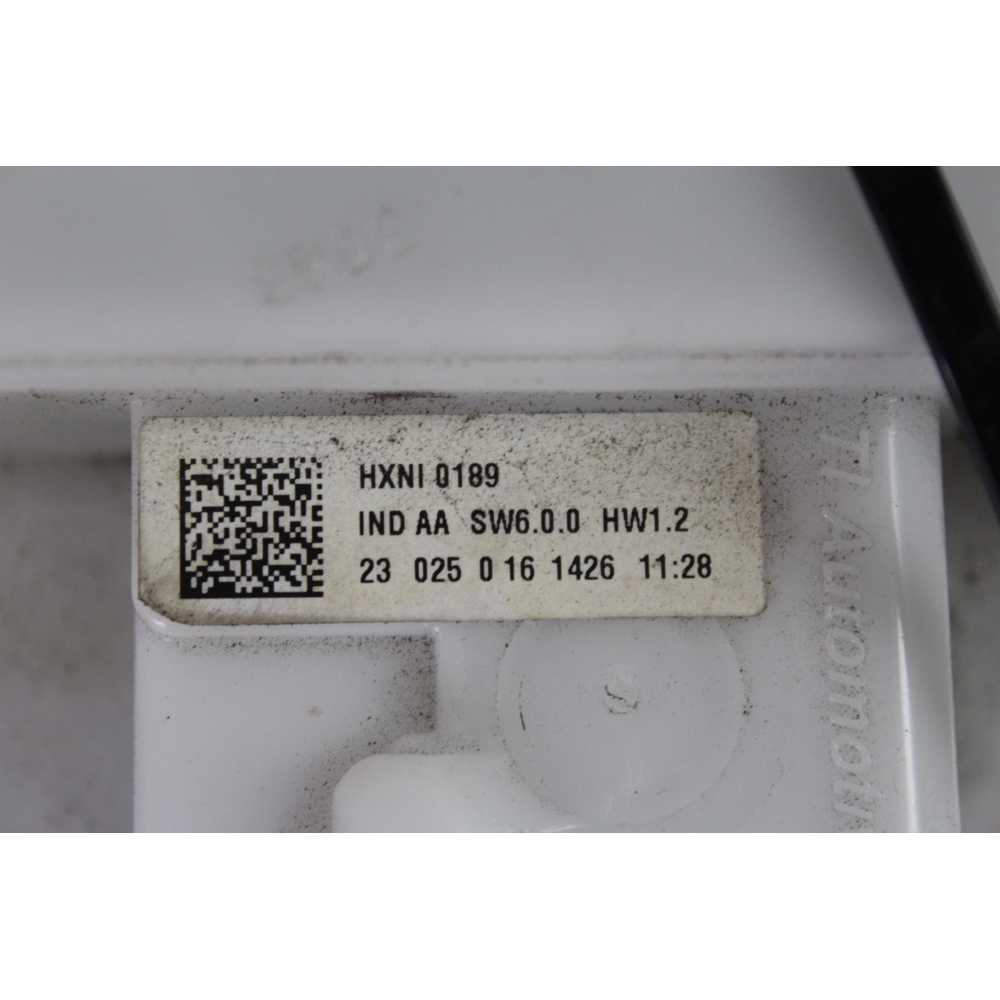 HXNI 0189
IND AA SW6.0.0 HW1.2
23 025 0 16 1426 11:28
TI Automoti